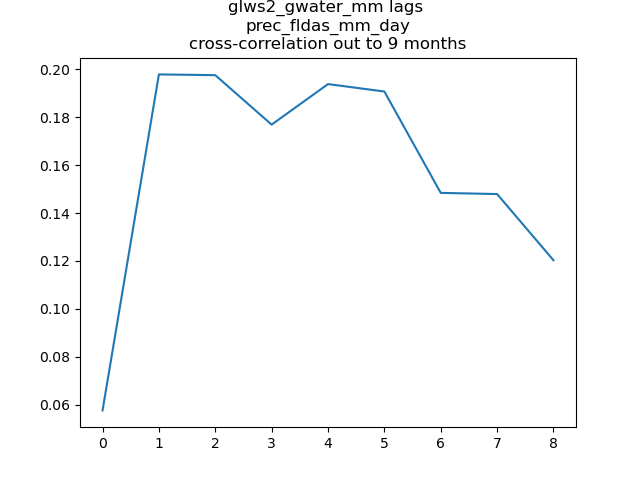 glws2_gwater_mm lags
prec_fldas_mm_day
cross-correlation out to 9 months
0.20
0.18
0.16
0.14
0.12
0.10
0.08
0.06
0 1 2 3 4 5 6 7 8